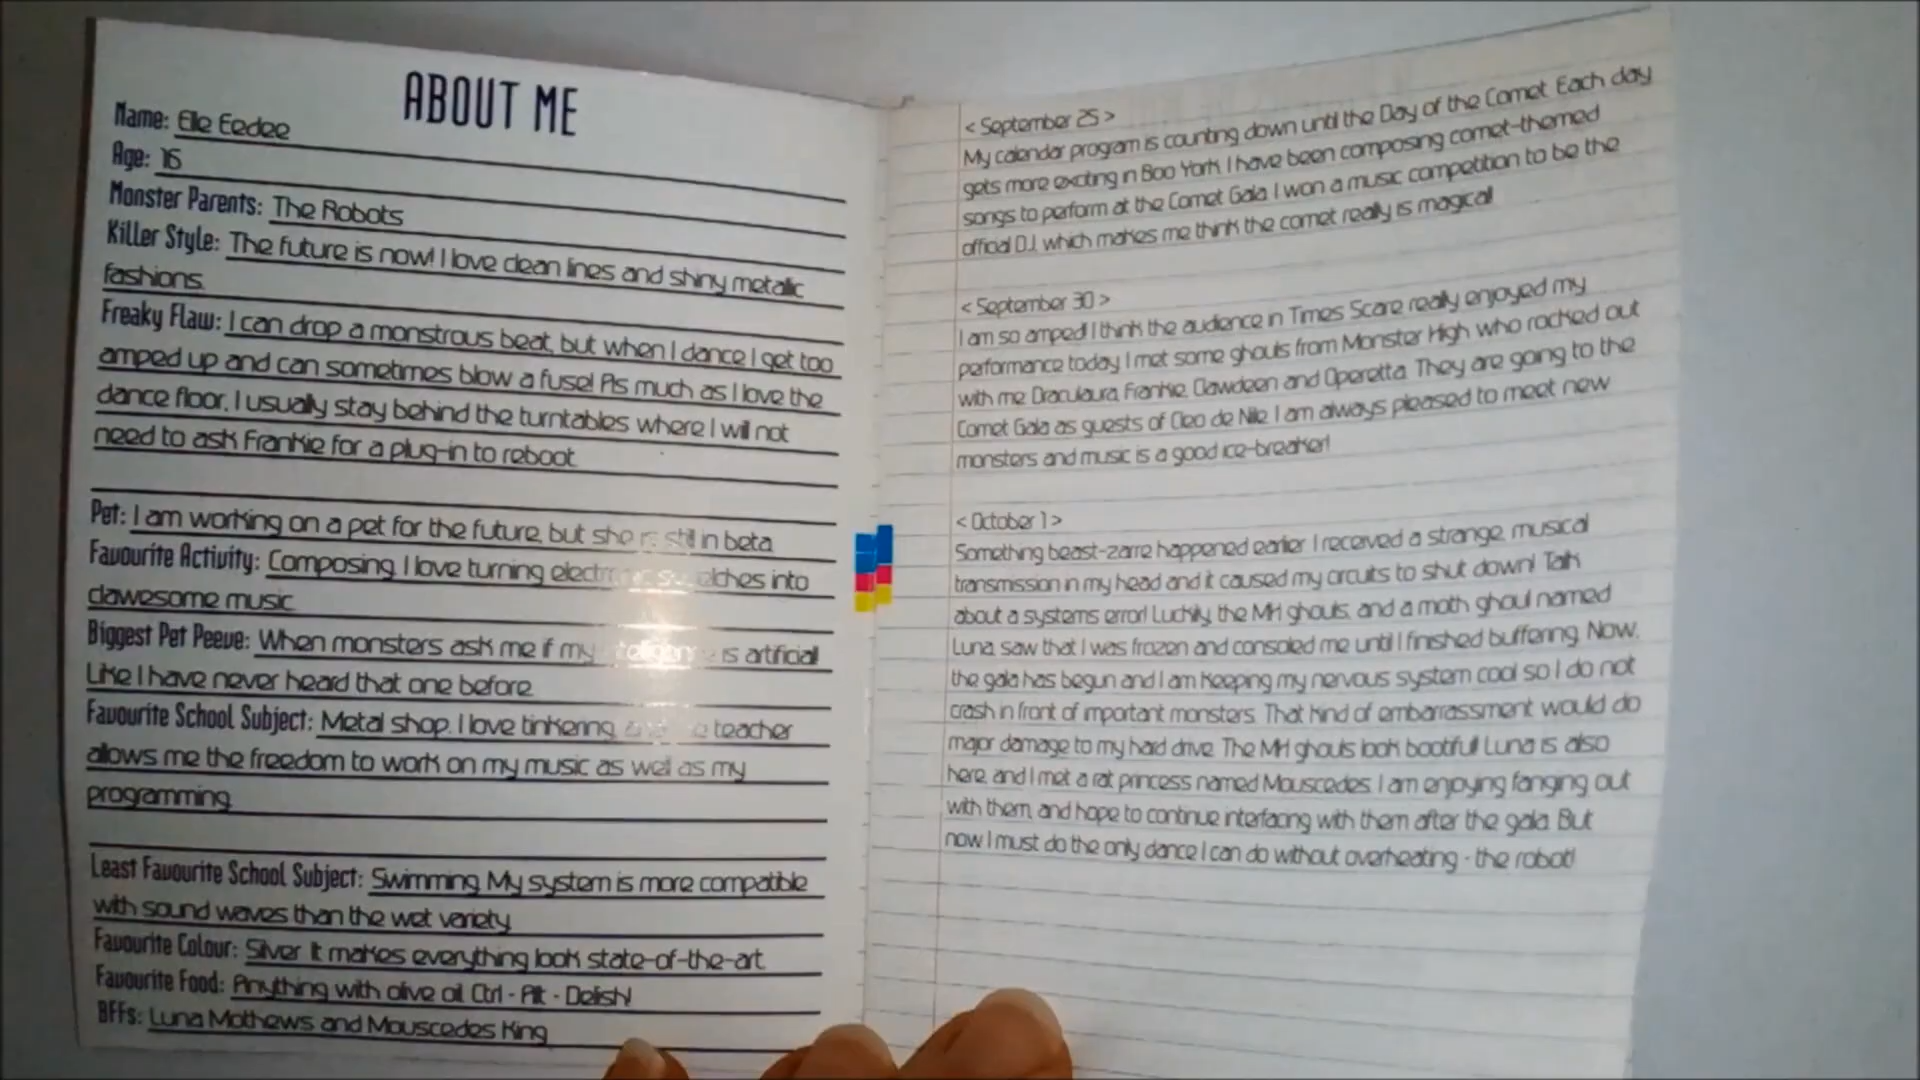 ABOUT ME
Name: Elle Eedee
Age: 16
Monster Parents: The Robots
Killer Style: The future is now! I love clean lines and shiny metallic
fashions.
Freaky Flaw: I can drop a monstrous beat, but when I dance I get too
amped up and can sometimes blow a fuse! As much as I love the
dance floor, I usually stay behind the turntables where I will not
need to ask Frankie for a plug-in to reboot.
Pet: I am working on a pet for the future, but she is still in beta.
Favourite Activity: Composing. I love turning into
clawesome music.
Biggest Pet Peeve: When monsters ask me if my is artificial.
Like I have never heard that one before.
Favourite School Subject: Metal shop. I love tinkering, teacher
allows me the freedom to work on my music as well as my
programming.
Least Favourite School Subject: Swimming. My system is more compatible
with sound waves than the wet variety.
Favourite Colour: Silver. It makes everything look state-of-the-art.
Favourite Food: Anything with olive oil. Ctrl - Alt - Delish!
BFFs: Luna Mothews and Mouscedes King
< September 25 >
My calendar program is counting down until the Day of the Comet. Each day
gets more exciting in Boo York. I have been composing comet-themed
songs to perform at the Comet Gala. I won a music competition to be the
official DJ, which makes me think the comet really is magical!
< September 30 >
I am so amped! I think the audience in Times Scare really enjoyed my
performance today. I met some ghouls from Monster High who rocked out
with me: Draculaura, Frankie, Clawdeen and Operetta. They are going to the
Comet Gala as guests of Cleo de Nile. I am always pleased to meet new
monsters and music is a good ice-breaker!
< October 1 >
Something beast-zarre happened earlier. I received a strange, musical
transmission in my head and it caused my circuits to shut down! Talk
about a systems error! Luckily, the MH ghouls, and a moth ghoul named
Luna, saw that I was frozen and consoled me until I finished buffering. Now,
the gala has begun and I am keeping my nervous system cool so I do not
crash in front of important monsters. That kind of embarrassment would do
major damage to my hard drive. The MH ghouls look bootiful! Luna is also
here, and I met a rat princess named Mouscedes. I am enjoying fanging out
with them, and hope to continue interfacing with them after the gala. But
now I must do the only dance I can do without overheating - the robot!